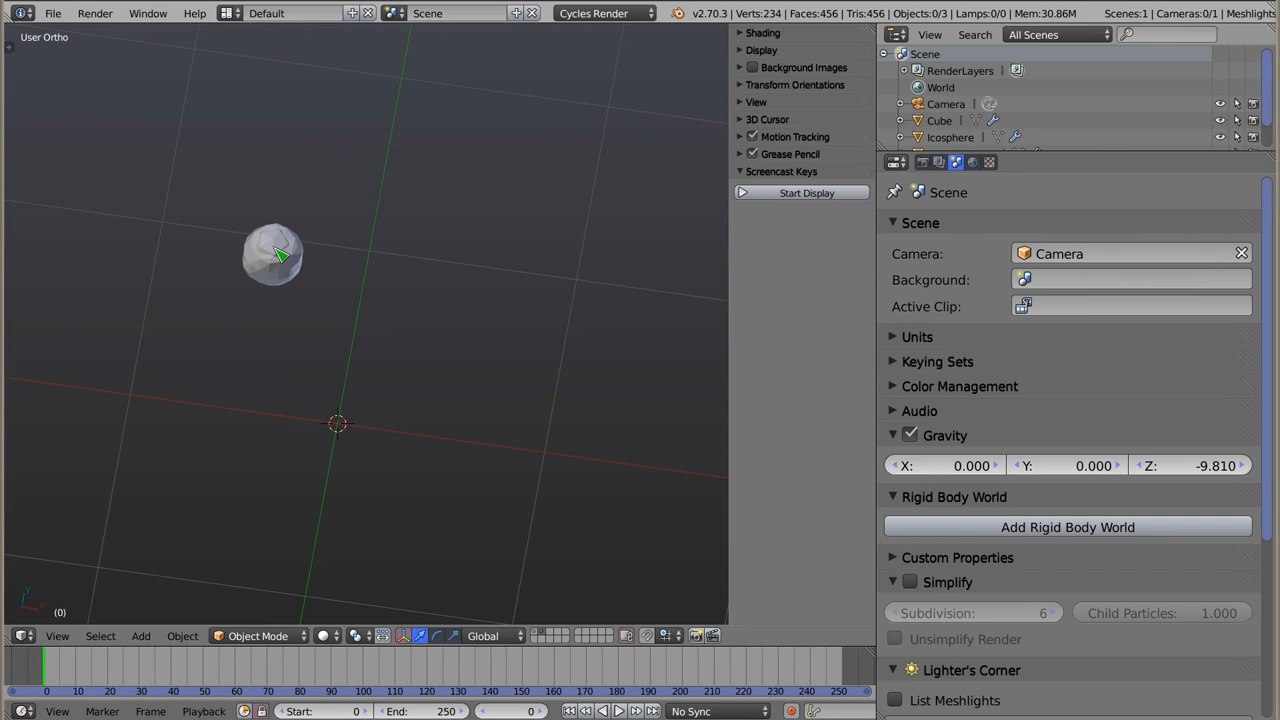 File Render Window Help Default Scene Cycles Render v2.70.3 | Verts:234 | Faces:456 | Tris:456 | Objects:0/3 | Lamps:0/0 | Mem:30.86M Scenes:1 | Cameras:0/1 | Meshlights
User Ortho
Shading
Display
Background Images
Transform Orientations
View
3D Cursor
Motion Tracking
Grease Pencil
Screencast Keys
Start Display
View Search All Scenes
Scene
RenderLayers |
World
Camera |
Cube |
Icosphere |
Scene
Scene
Camera: Camera
Background:
Active Clip:
Units
Keying Sets
Color Management
Audio
Gravity
X: 0.000 Y: 0.000 Z: -9.810
Rigid Body World
Add Rigid Body World
Custom Properties
Simplify
Subdivision: 6 Child Particles: 1.000
Unsimplify Render
Lighter's Corner
List Meshlights
y
x
(0)
View Select Add Object Object Mode Global
0 10 20 30 40 50 60 70 80 90 100 110 120 130 140 150 160 170 180 190 200 210 220 230 240 250
View Marker Frame Playback Start: 0 End: 250 0 No Sync